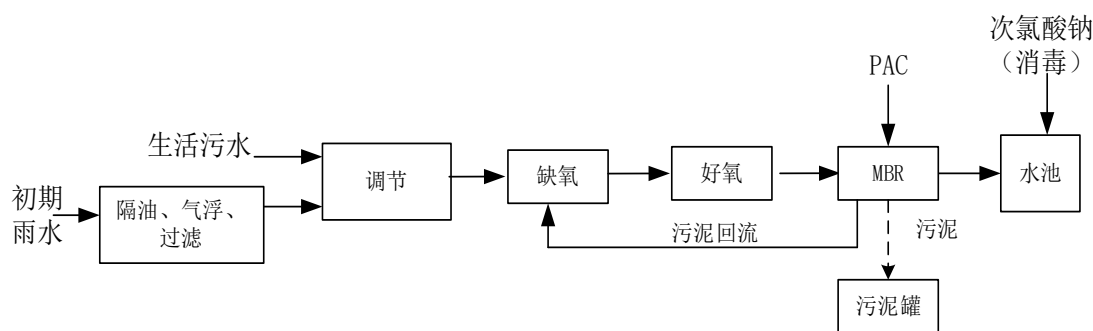 次氯酸钠
（消毒）
PAC
生活污水
初期
雨水
隔油、气浮、
过滤
调节
缺氧
好氧
MBR
水池
污泥回流
污泥
污泥罐